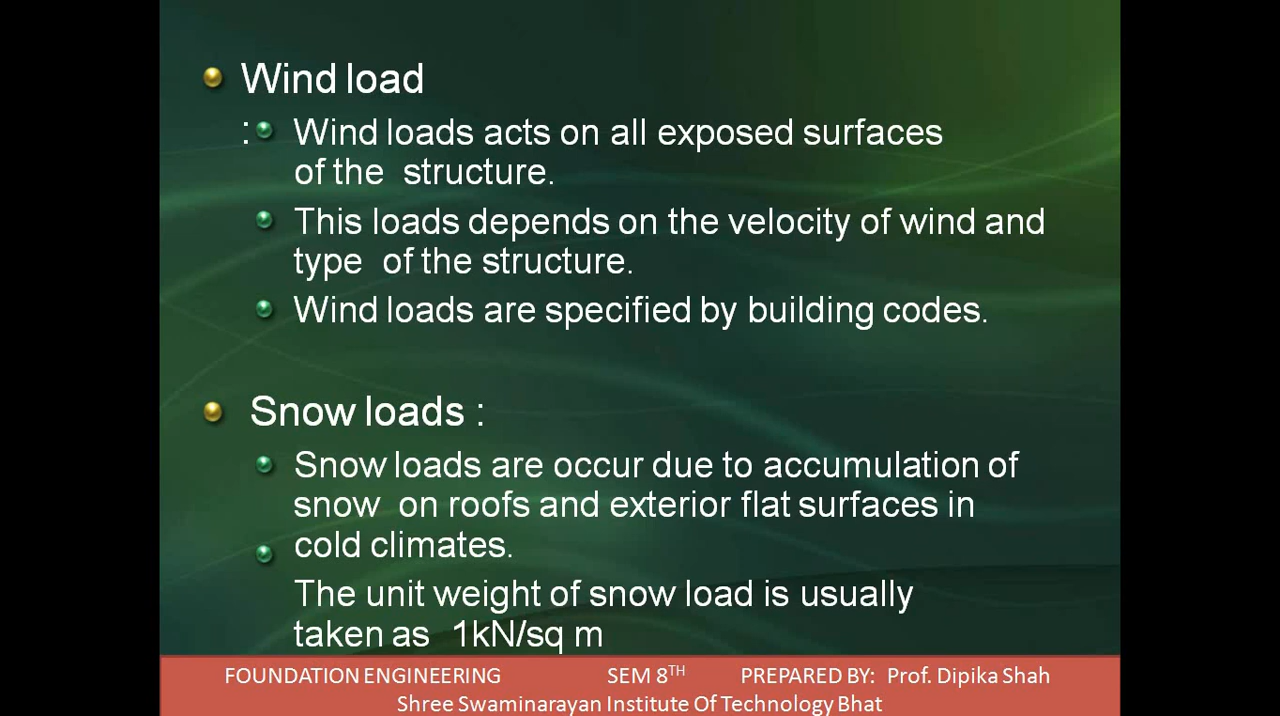 Wind load
: Wind loads acts on all exposed surfaces
of the structure.
This loads depends on the velocity of wind and
type of the structure.
Wind loads are specified by building codes.
Snow loads :
Snow loads are occur due to accumulation of
snow on roofs and exterior flat surfaces in
cold climates.
The unit weight of snow load is usually
taken as 1kN/sq m
FOUNDATION ENGINEERING SEM 8TH PREPARED BY: Prof. Dipika Shah
Shree Swaminarayan Institute Of Technology Bhat